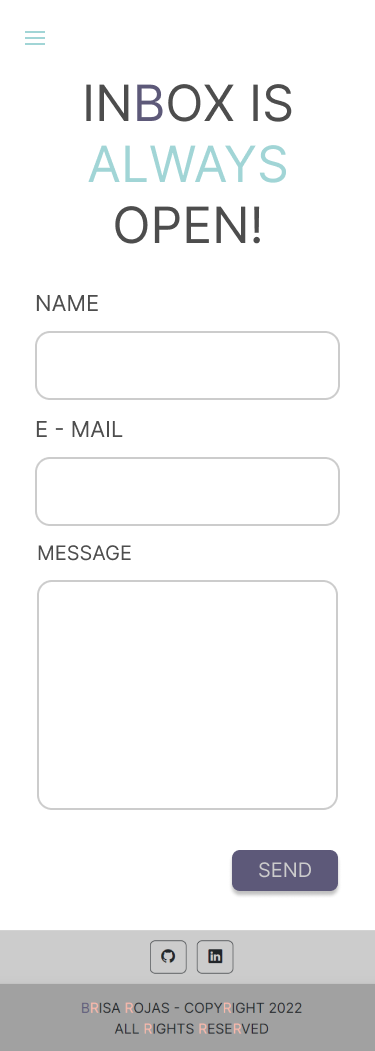 INBOX IS
ALWAYS
OPEN!
NAME
E - MAIL
MESSAGE
SEND
BRISA ROJAS - COPYRIGHT 2022
ALL RIGHTS RESERVED